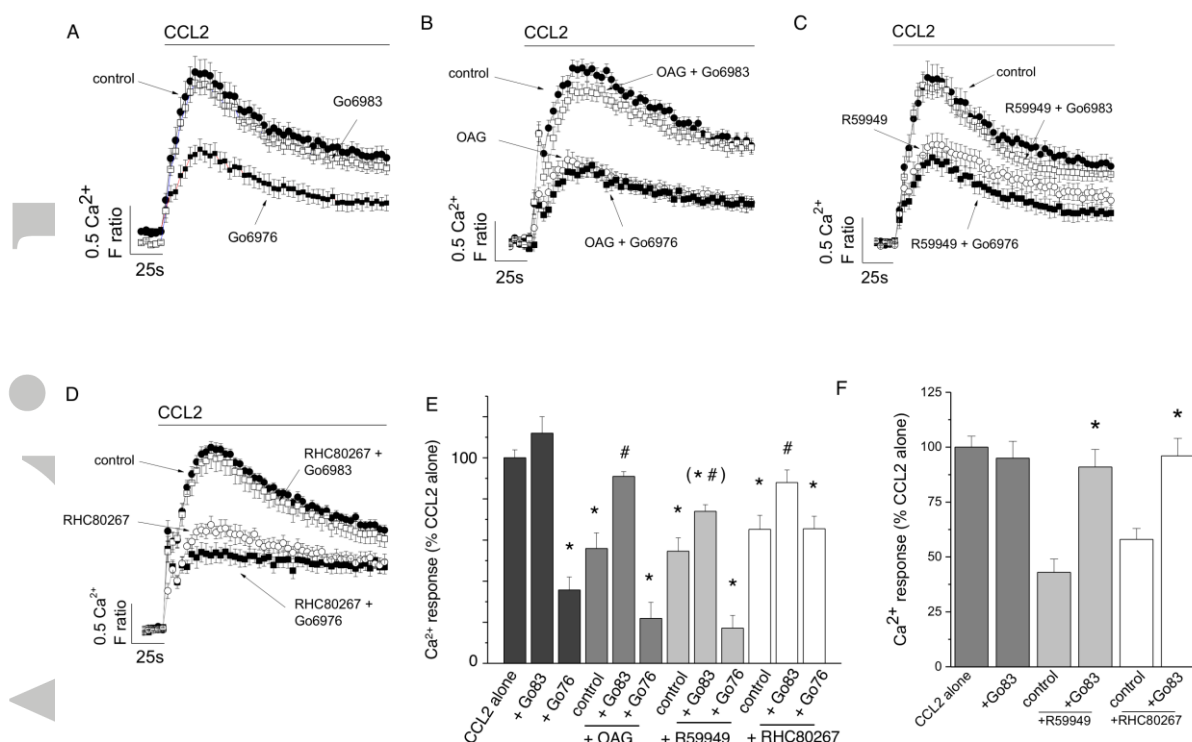 A
CCL2
control
Go6983
Go6976
0.5 Ca2+
F ratio
25s
B
CCL2
control
OAG + Go6983
OAG
OAG + Go6976
0.5 Ca2+
F ratio
25s
C
CCL2
control
R59949 + Go6983
R59949
R59949 + Go6976
0.5 Ca2+
F ratio
25s
D
CCL2
control
RHC80267 +
Go6983
RHC80267
RHC80267 +
Go6976
0.5 Ca2+
F ratio
25s
E
Ca2+ response (% CCL2 alone)
100
0
*
*
#
*
*
(*#)
*
*
#
*
CCL2 alone
+ Go83
+ Go76
control
+ Go83
+ Go76
control
+ Go83
+ Go76
control
+ Go83
+ Go76
+ OAG
+ R59949
+ RHC80267
F
Ca2+ response (% CCL2 alone)
125
100
75
50
25
0
*
*
CCL2 alone
+Go83
control
+Go83
control
+Go83
+R59949
+RHC80267